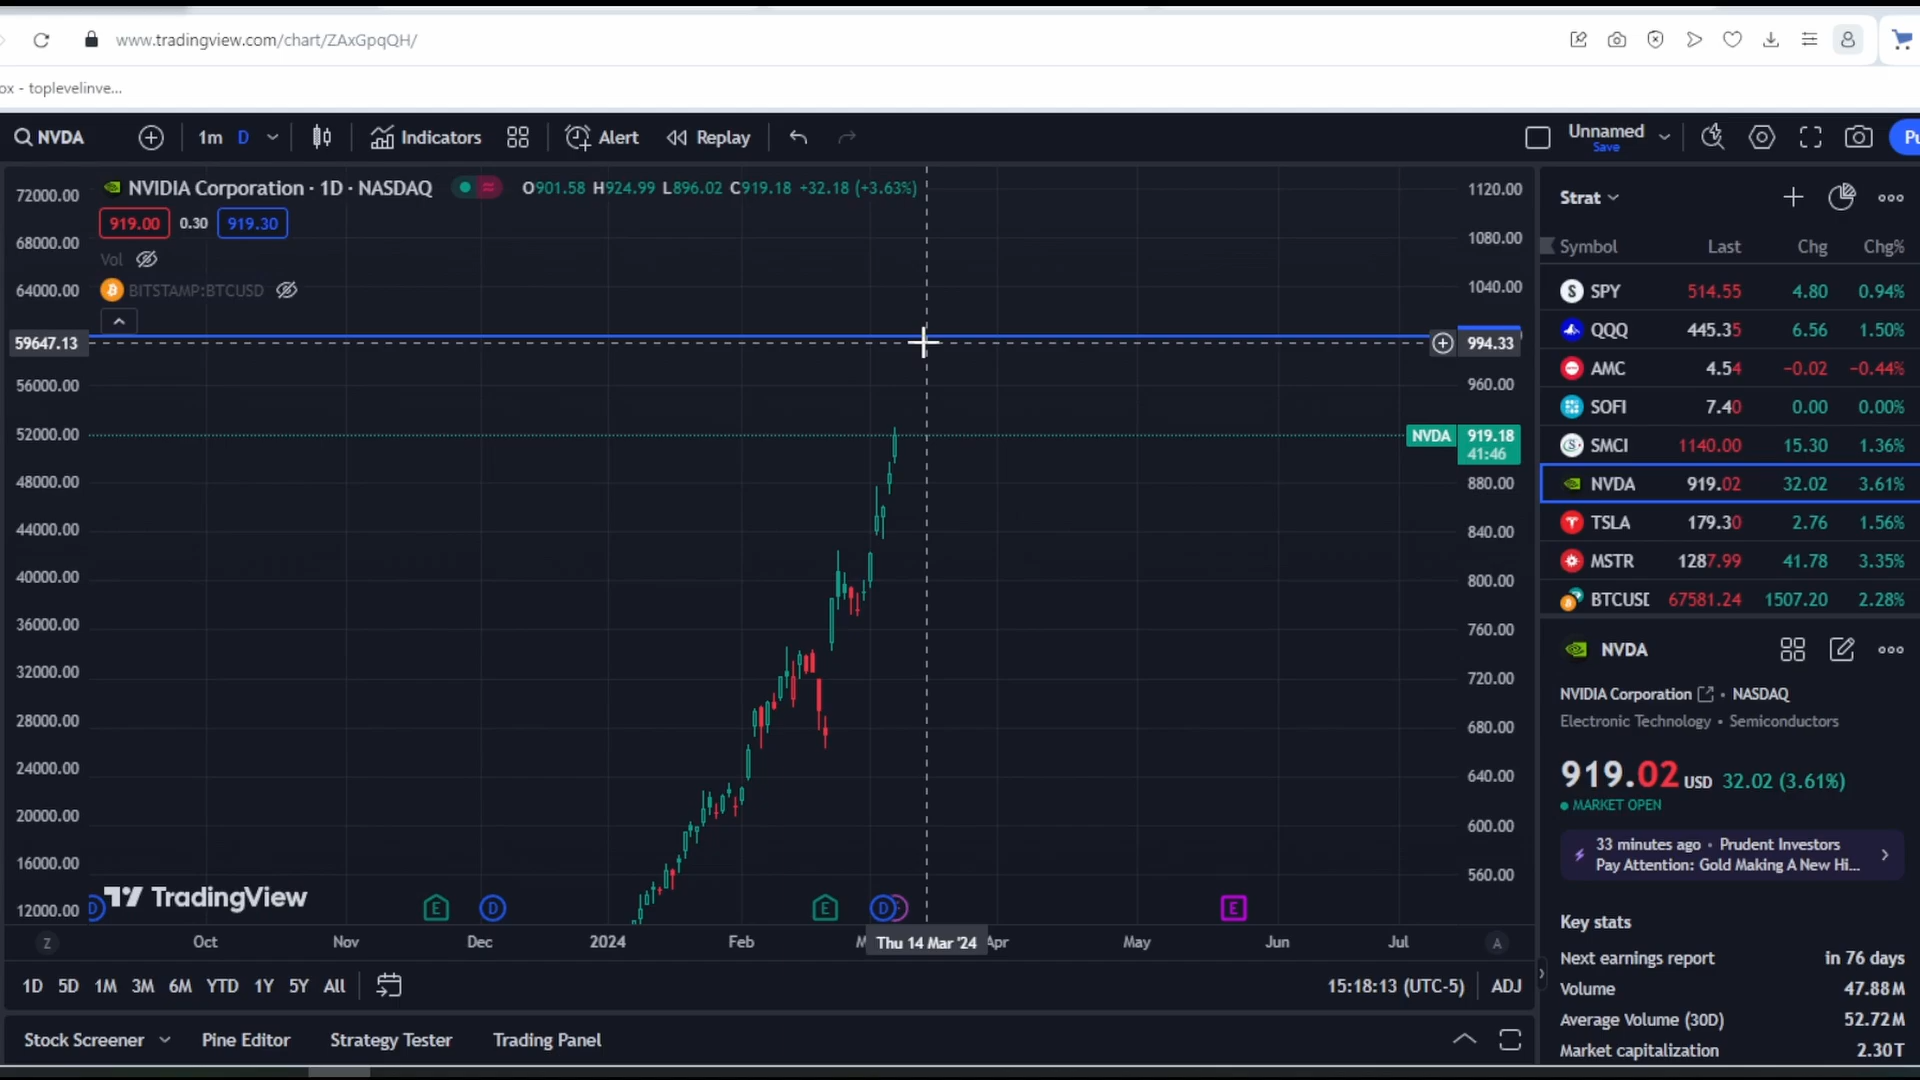 www.tradingview.com/chart/ZAxGpqQH/
ox - toplevelinve...
NVDA
1m D
Indicators
Alert
Replay
Unnamed
Save
Pu
NVIDIA Corporation · 1D · NASDAQ
O901.58 H924.99 L896.02 C919.18 +32.18 (+3.63%)
919.00 0.30 919.30
Vol
BITSTAMP:BTCUSD
72000.00
68000.00
64000.00
59647.13
56000.00
52000.00
48000.00
44000.00
40000.00
36000.00
32000.00
28000.00
24000.00
20000.00
16000.00
12000.00
1120.00
1080.00
1040.00
994.33
960.00
NVDA 919.18
41:46
880.00
840.00
800.00
760.00
720.00
680.00
640.00
600.00
560.00
TradingView
D E D E D E
Z Oct Nov Dec 2024 Feb M Thu 14 Mar '24 Apr May Jun Jul A
1D 5D 1M 3M 6M YTD 1Y 5Y All
15:18:13 (UTC-5) ADJ
Stock Screener Pine Editor Strategy Tester Trading Panel
Strat
Symbol Last Chg Chg%
S SPY 514.55 4.80 0.94%
QQQ 445.35 6.56 1.50%
AMC 4.54 −0.02 −0.44%
SOFI 7.40 0.00 0.00%
S SMCI 1140.00 15.30 1.36%
NVDA 919.02 32.02 3.61%
TSLA 179.30 2.76 1.56%
MSTR 1287.99 41.78 3.35%
BTCUSD 67581.24 1507.20 2.28%
NVDA
NVIDIA Corporation • NASDAQ
Electronic Technology • Semiconductors
919.02 USD 32.02 (3.61%)
MARKET OPEN
33 minutes ago • Prudent Investors
Pay Attention: Gold Making A New Hi...
Key stats
Next earnings report in 76 days
Volume 47.88M
Average Volume (30D) 52.72M
Market capitalization 2.30T